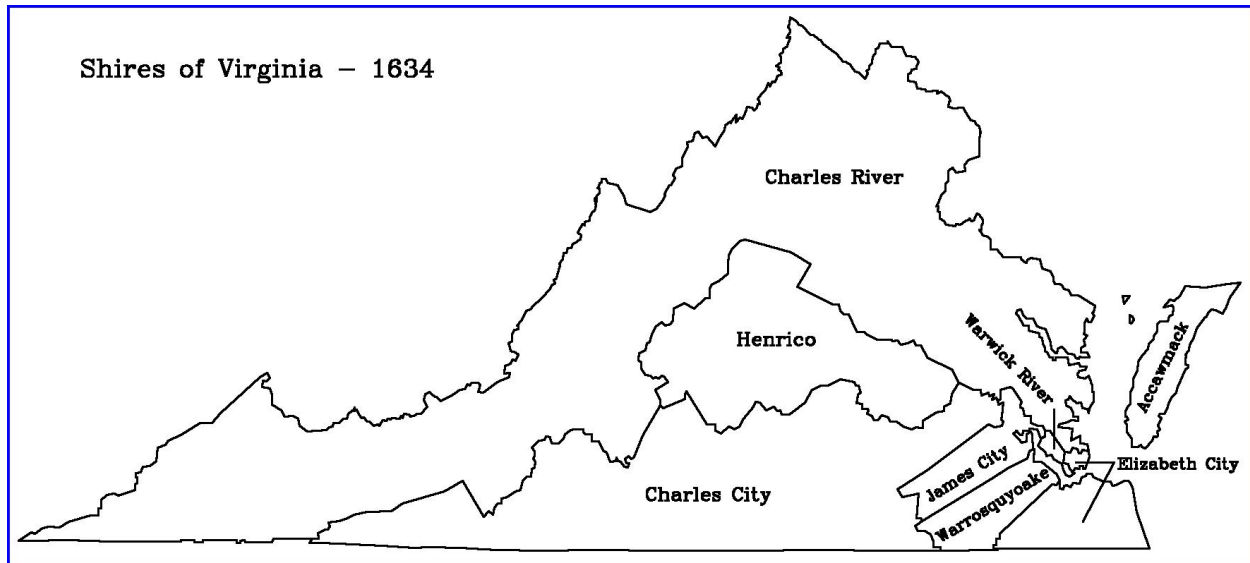 Shires of Virginia - 1634
Charles River
Henrico
Warwick River
Accawmack
James City
Elizabeth City
Charles City
Warrosquyoake